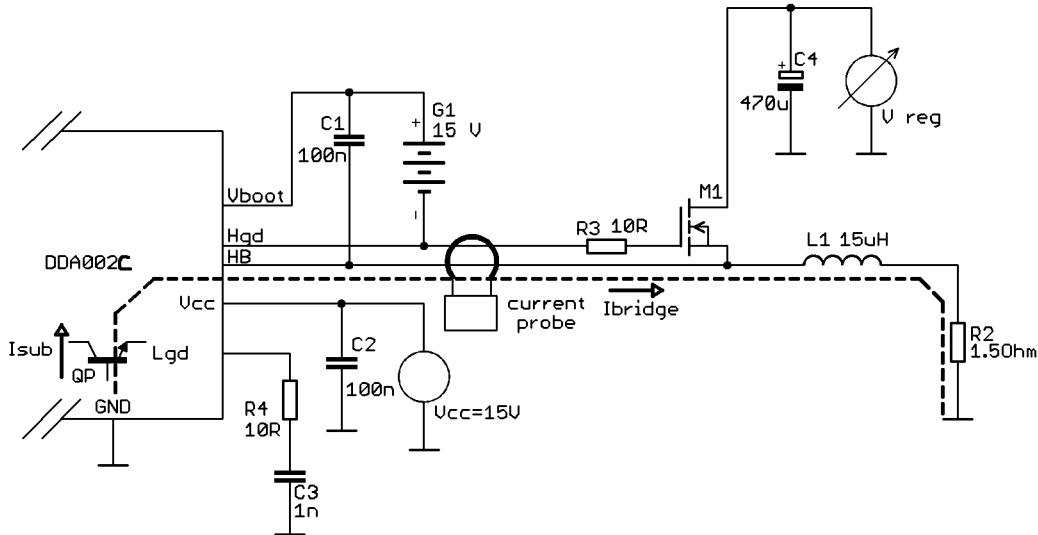 C4
+
470u
V reg
G1
+
15 V
C1
100n
Vboot
-
M1
Hgd
R3 10R
HB
L1 15uH
DDA002C
Vcc
current
probe
Ibridge
Isub
QP
Lgd
C2
100n
R2
1.5Ohm
GND
R4
10R
Vcc=15V
C3
1n